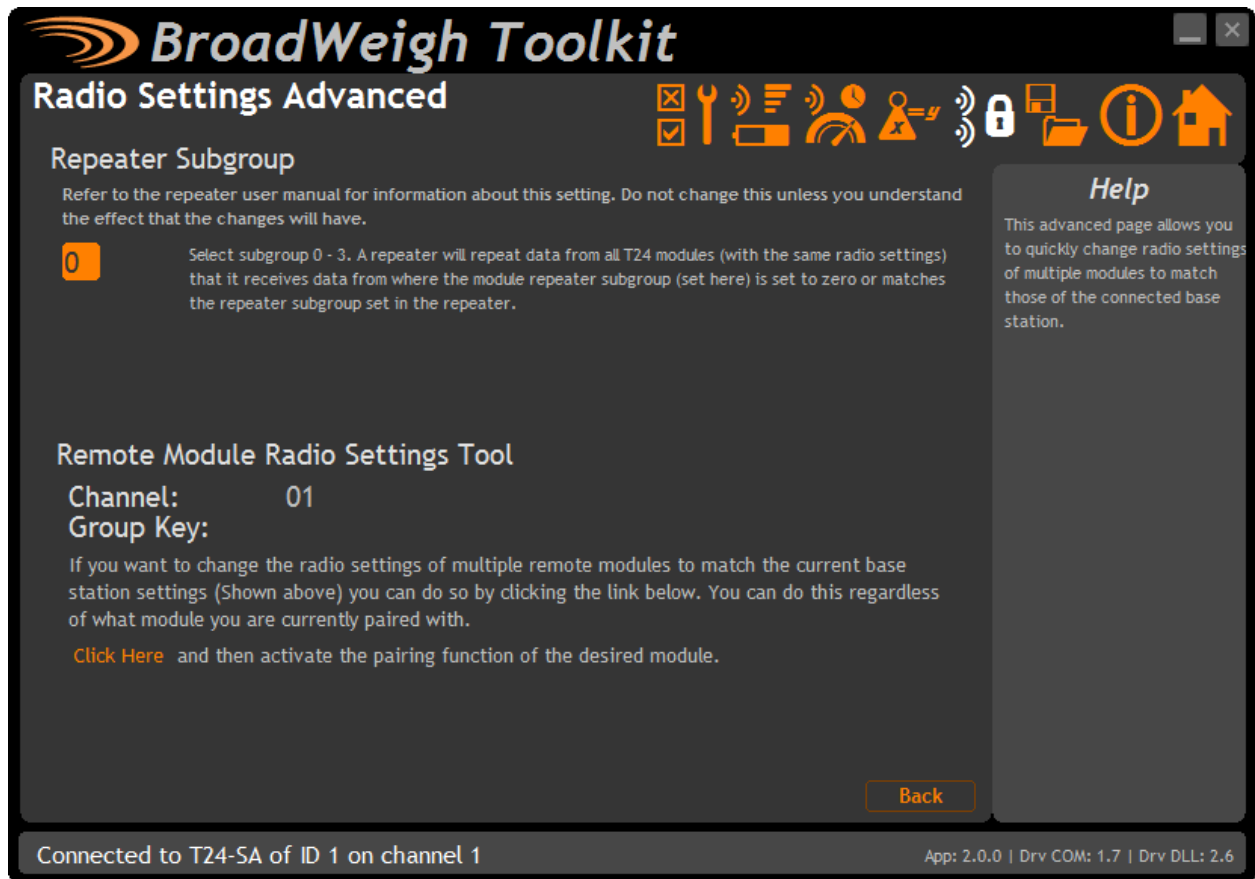 BroadWeigh Toolkit
Radio Settings Advanced
x=y
Repeater Subgroup
Refer to the repeater user manual for information about this setting. Do not change this unless you understand
the effect that the changes will have.
0
Select subgroup 0 - 3. A repeater will repeat data from all T24 modules (with the same radio settings)
that it receives data from where the module repeater subgroup (set here) is set to zero or matches
the repeater subgroup set in the repeater.
Help
This advanced page allows you
to quickly change radio settings
of multiple modules to match
those of the connected base
station.
Remote Module Radio Settings Tool
Channel: 01
Group Key:
If you want to change the radio settings of multiple remote modules to match the current base
station settings (Shown above) you can do so by clicking the link below. You can do this regardless
of what module you are currently paired with.
Click Here and then activate the pairing function of the desired module.
Back
Connected to T24-SA of ID 1 on channel 1
App: 2.0.0 | Drv COM: 1.7 | Drv DLL: 2.6